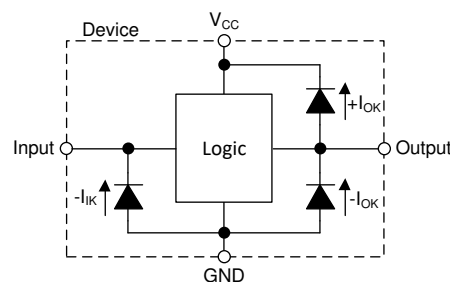 Device
VCC
+IOK
Input
Logic
Output
-IIK
-IOK
GND